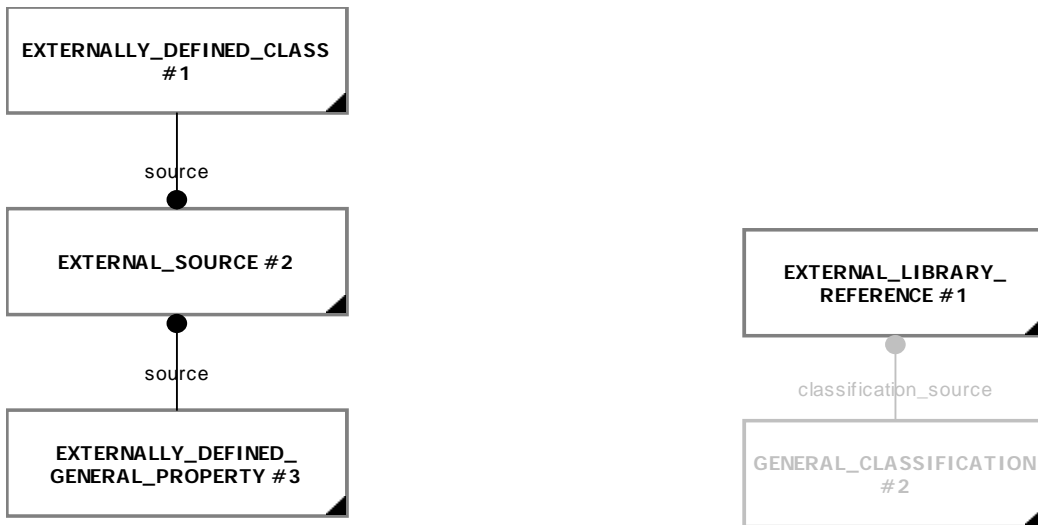 EXTERNALLY_DEFINED_CLASS
#1
source
EXTERNAL_SOURCE #2
source
EXTERNALLY_DEFINED_
GENERAL_PROPERTY #3
EXTERNAL_LIBRARY_
REFERENCE #1
classification_source
GENERAL_CLASSIFICATION
#2